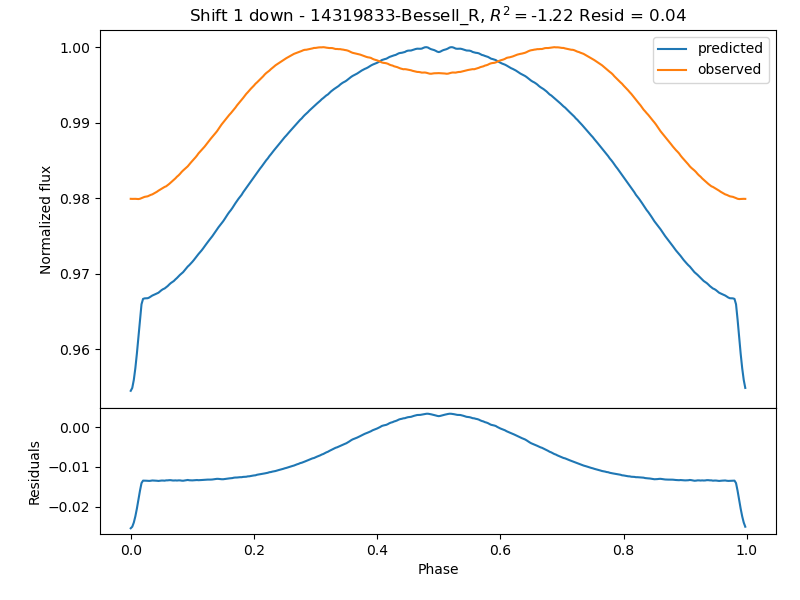 Shift 1 down - 14319833-Bessell_R, R² = -1.22 Resid = 0.04
predicted
observed
Normalized flux
1.00
0.99
0.98
0.97
0.96
Residuals
0.00
−0.01
−0.02
0.0 0.2 0.4 0.6 0.8 1.0
Phase